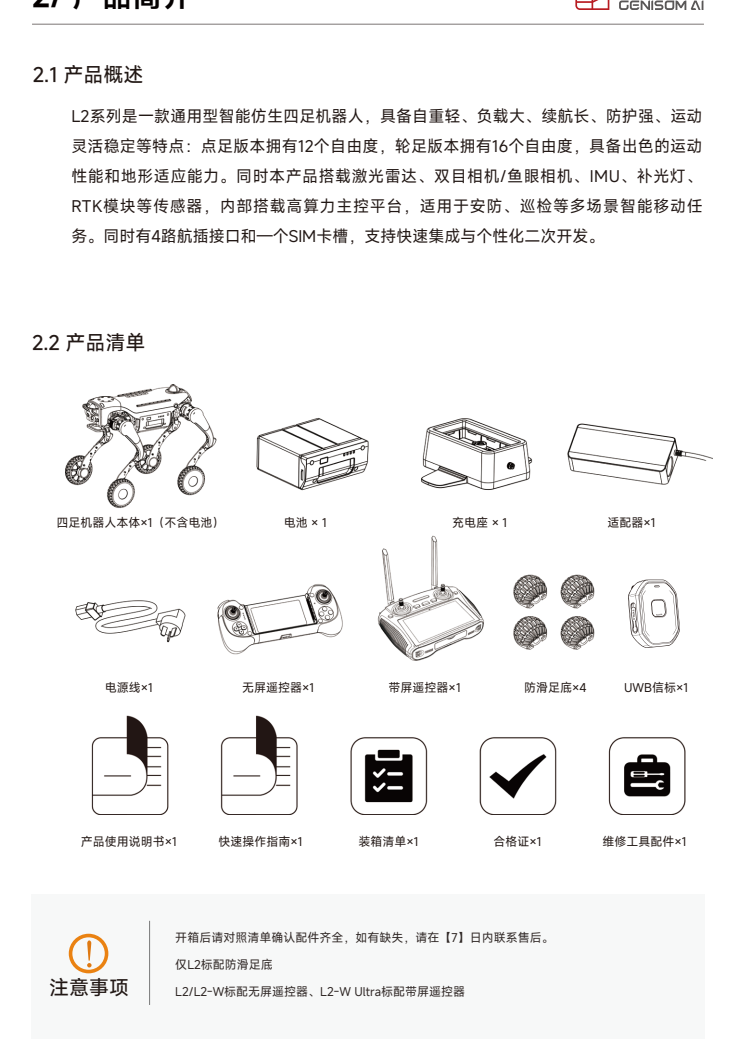 2/ 产品简介
GENISOM AI
2.1 产品概述
L2系列是一款通用型智能仿生四足机器人，具备自重轻、负载大、续航长、防护强、运动
灵活稳定等特点：点足版本拥有12个自由度，轮足版本拥有16个自由度，具备出色的运动
性能和地形适应能力。同时本产品搭载激光雷达、双目相机/鱼眼相机、IMU、补光灯、
RTK模块等传感器，内部搭载高算力主控平台，适用于安防、巡检等多场景智能移动任
务。同时有4路航插接口和一个SIM卡槽，支持快速集成与个性化二次开发。
2.2 产品清单
四足机器人本体×1（不含电池）
电池 × 1
充电座 × 1
适配器×1
电源线×1
无屏遥控器×1
带屏遥控器×1
防滑足底×4
UWB信标×1
产品使用说明书×1
快速操作指南×1
装箱清单×1
合格证×1
维修工具配件×1
注意事项
开箱后请对照清单确认配件齐全，如有缺失，请在【7】日内联系售后。
仅L2标配防滑足底
L2/L2-W标配无屏遥控器、L2-W Ultra标配带屏遥控器